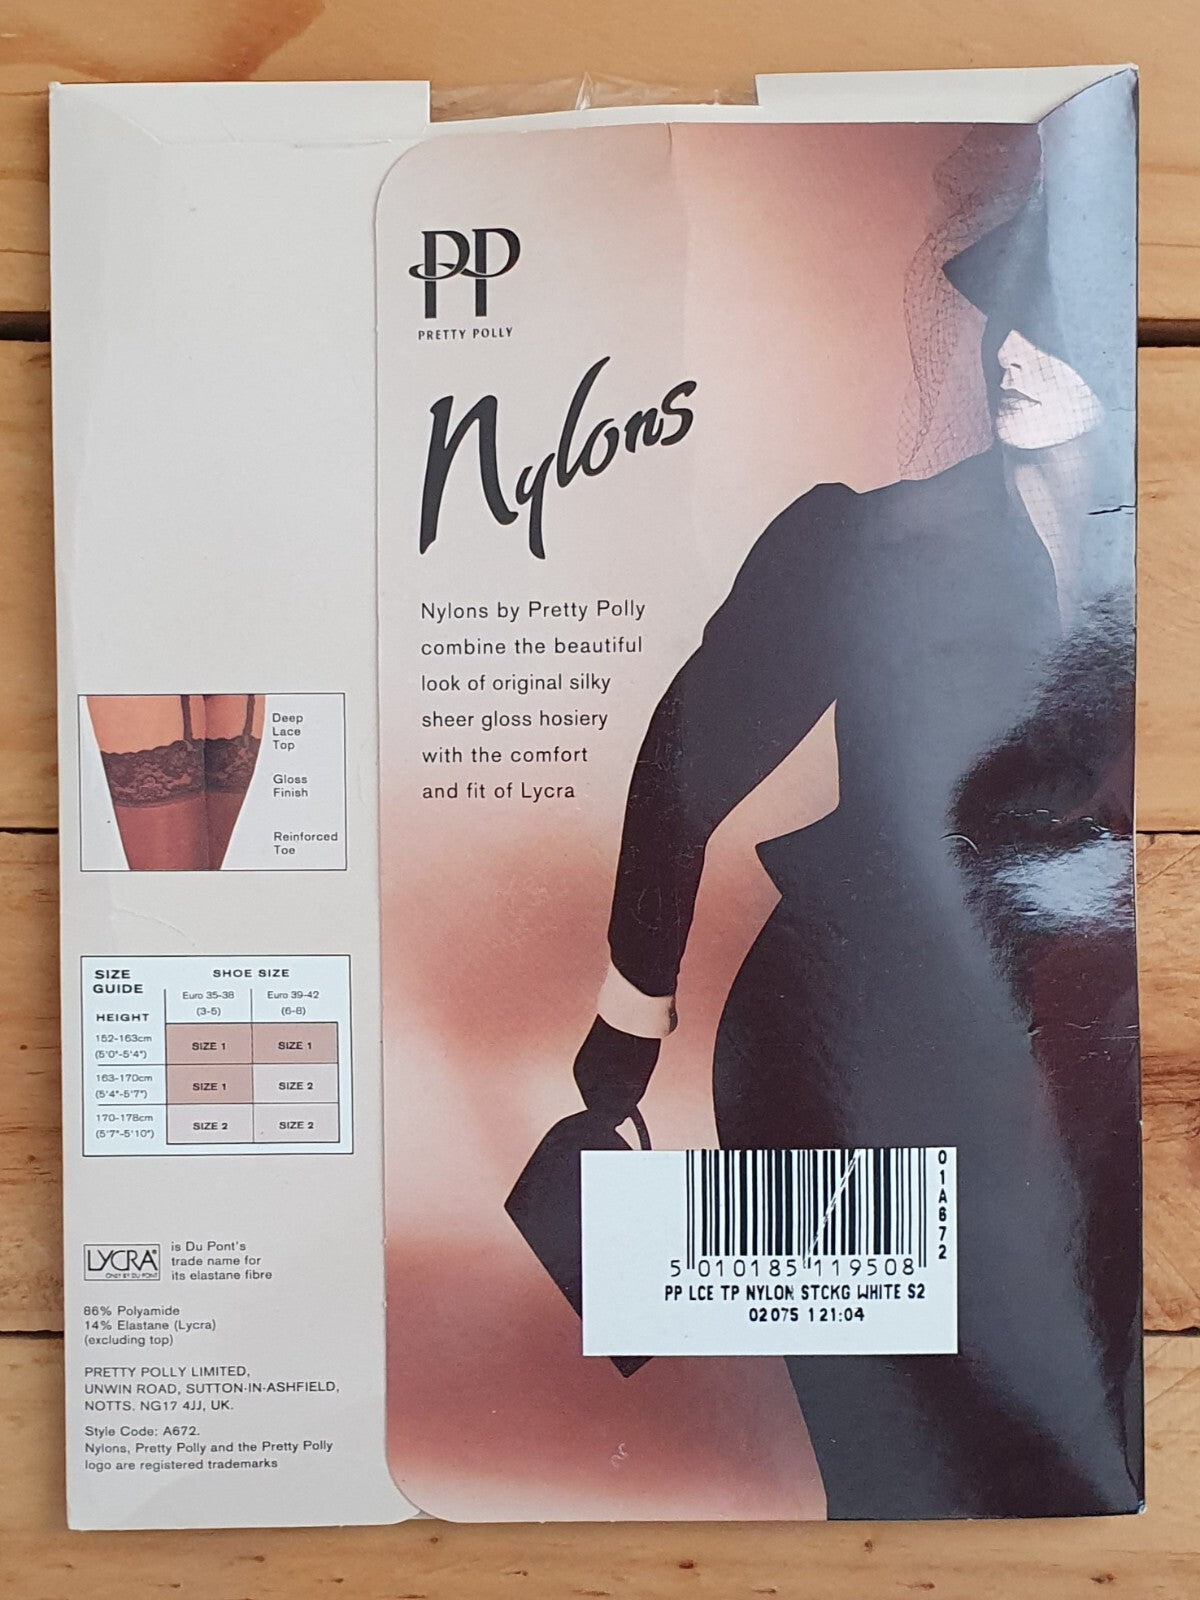 PP
PRETTY POLLY
Nylons
Nylons by Pretty Polly
combine the beautiful
look of original silky
sheer gloss hosiery
with the comfort
and fit of Lycra
Deep
Lace
Top
Gloss
Finish
Reinforced
Toe
SIZE GUIDE SHOE SIZE
Euro 35-38 Euro 39-42
(3-5) (6-8)
HEIGHT
152-163cm
(5'0"-5'4") SIZE 1 SIZE 1
163-170cm
(5'4"-5'7") SIZE 1 SIZE 2
170-178cm
(5'7"-5'10") SIZE 2 SIZE 2
LYCRA®
ONLY BY DU PONT
is Du Pont's
trade name for
its elastane fibre
86% Polyamide
14% Elastane (Lycra)
(excluding top)
PRETTY POLLY LIMITED,
UNWIN ROAD, SUTTON-IN-ASHFIELD,
NOTTS. NG17 4JJ, UK.
Style Code: A672.
Nylons, Pretty Polly and the Pretty Polly
logo are registered trademarks
01A672
5 010185 119508
PP LCE TP NYLON STCKG WHITE S2
02075 121:04